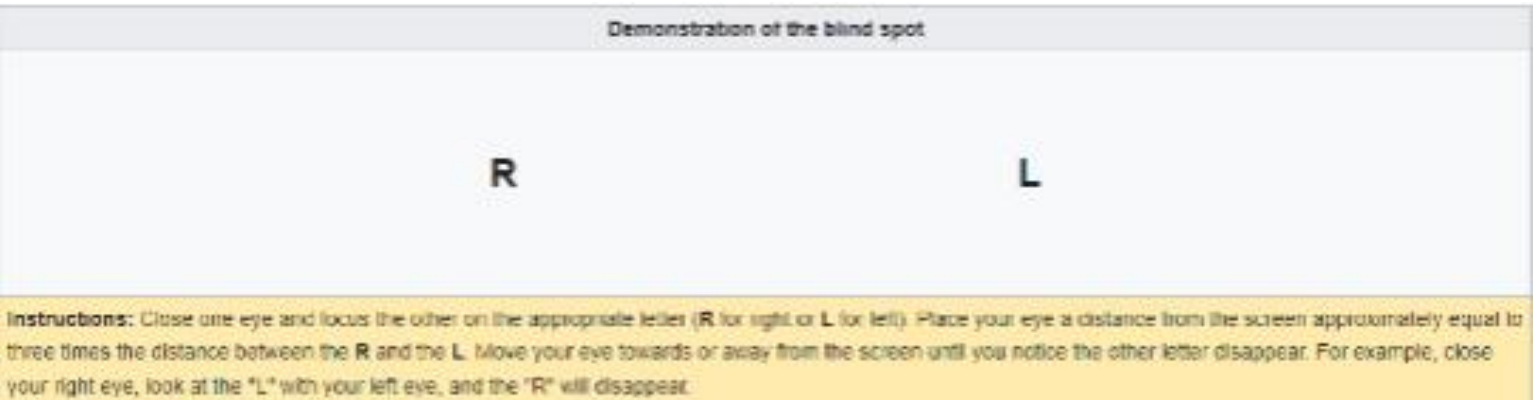 Demonstration of the blind spot
R L
Instructions: Close one eye and focus the other on the appropriate letter (R for right or L for left). Place your eye a distance from the screen approximately equal to
three times the distance between the R and the L. Move your eye towards or away from the screen until you notice the other letter disappear. For example, close
your right eye, look at the "L" with your left eye, and the "R" will disappear.